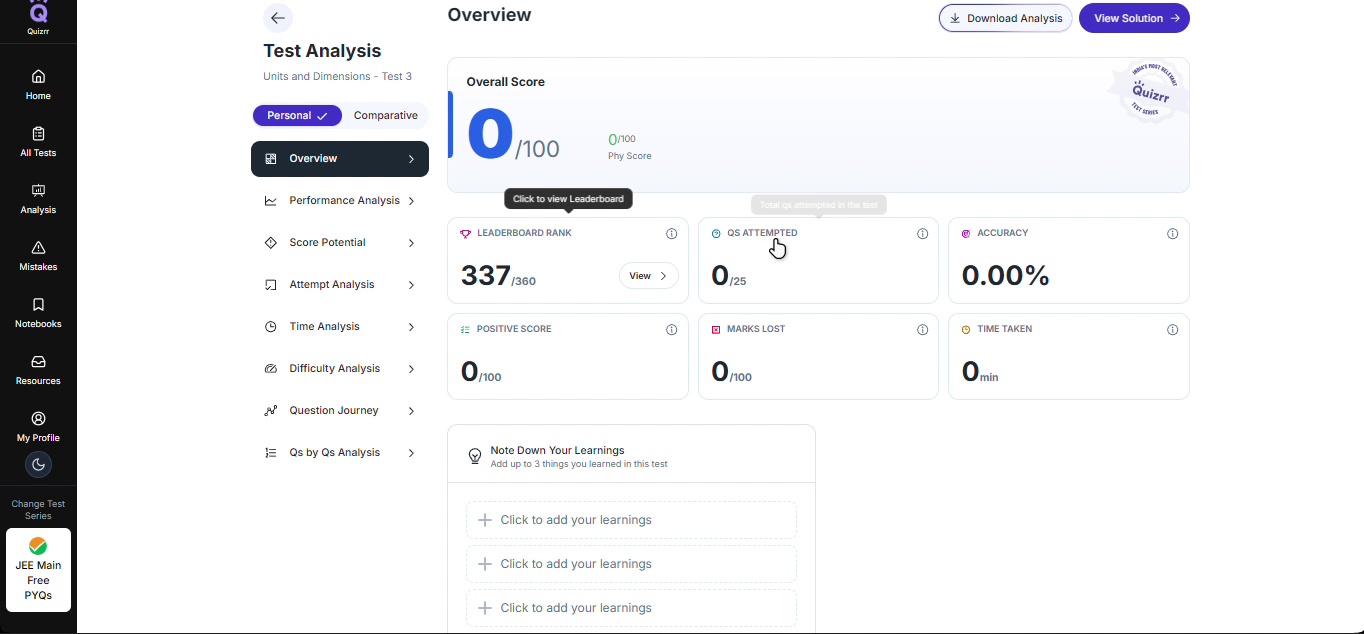 Quizrr
Home
All Tests
Analysis
Mistakes
Notebooks
Resources
My Profile
Change Test
Series
JEE Main
Free
PYQs
Test Analysis
Units and Dimensions - Test 3
Personal
Comparative
Overview
Performance Analysis
Score Potential
Attempt Analysis
Time Analysis
Difficulty Analysis
Question Journey
Qs by Qs Analysis
Overview
Download Analysis
View Solution
Overall Score
0/100
0/100
Phy Score
INDIA'S MOST RELEVANT
Quizrr
TEST SERIES
Click to view Leaderboard
Total qs attempted in the test
LEADERBOARD RANK
337/360
View
QS ATTEMPTED
0/25
ACCURACY
0.00%
POSITIVE SCORE
0/100
MARKS LOST
0/100
TIME TAKEN
0min
Note Down Your Learnings
Add up to 3 things you learned in this test
Click to add your learnings
Click to add your learnings
Click to add your learnings